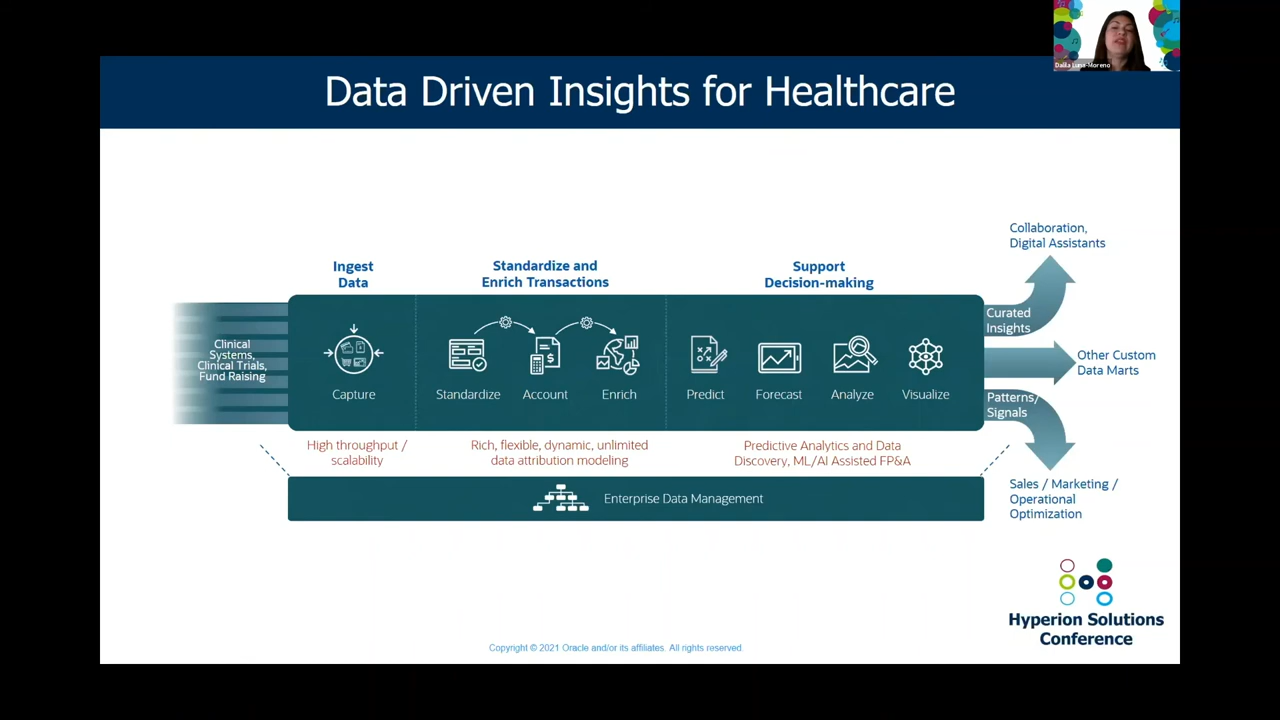 Dalila Luna-Moreno
Data Driven Insights for Healthcare
Collaboration,
Digital Assistants
Ingest
Data
Standardize and
Enrich Transactions
Support
Decision-making
Clinical
Systems,
Clinical Trials,
Fund Raising
Capture
Standardize
Account
Enrich
Predict
Forecast
Analyze
Visualize
Curated
Insights
Other Custom
Data Marts
Patterns/
Signals
High throughput /
scalability
Rich, flexible, dynamic, unlimited
data attribution modeling
Predictive Analytics and Data
Discovery, ML/AI Assisted FP&A
Enterprise Data Management
Sales / Marketing /
Operational
Optimization
Hyperion Solutions
Conference
Copyright © 2021 Oracle and/or its affiliates. All rights reserved.